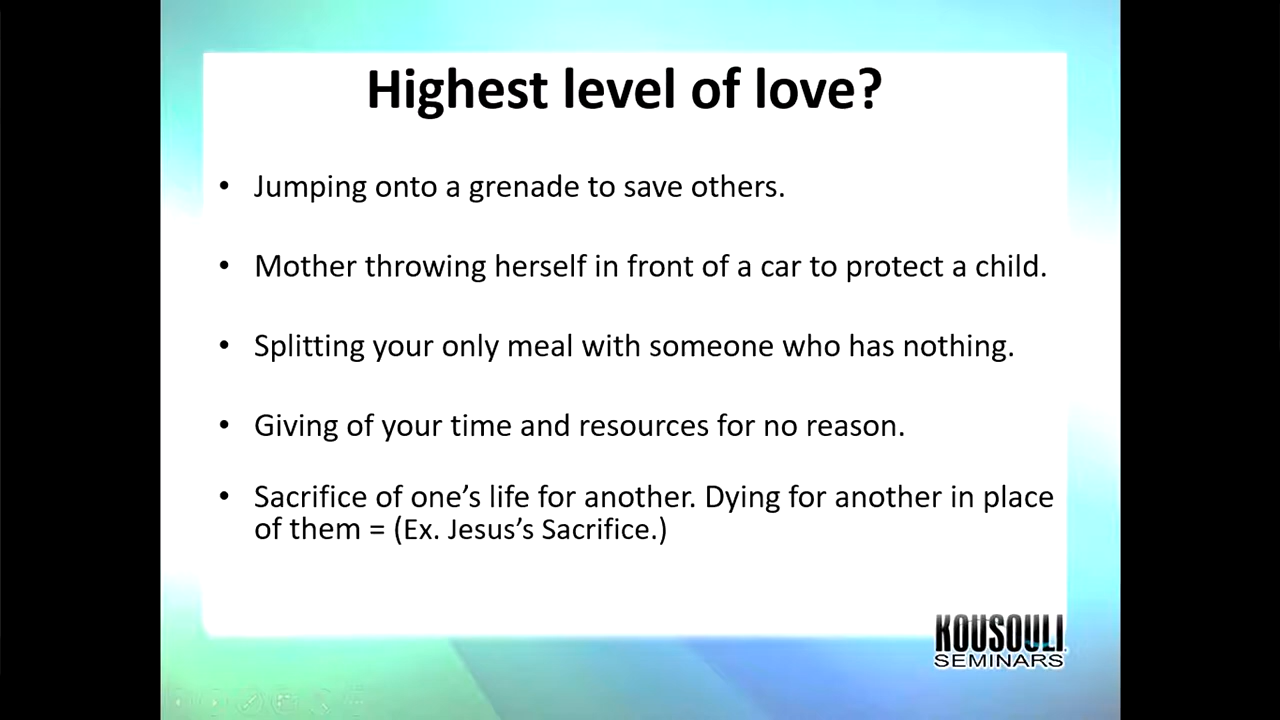 Highest level of love?
• Jumping onto a grenade to save others.
• Mother throwing herself in front of a car to protect a child.
• Splitting your only meal with someone who has nothing.
• Giving of your time and resources for no reason.
• Sacrifice of one’s life for another. Dying for another in place
of them = (Ex. Jesus’s Sacrifice.)
KOUSOULI
SEMINARS